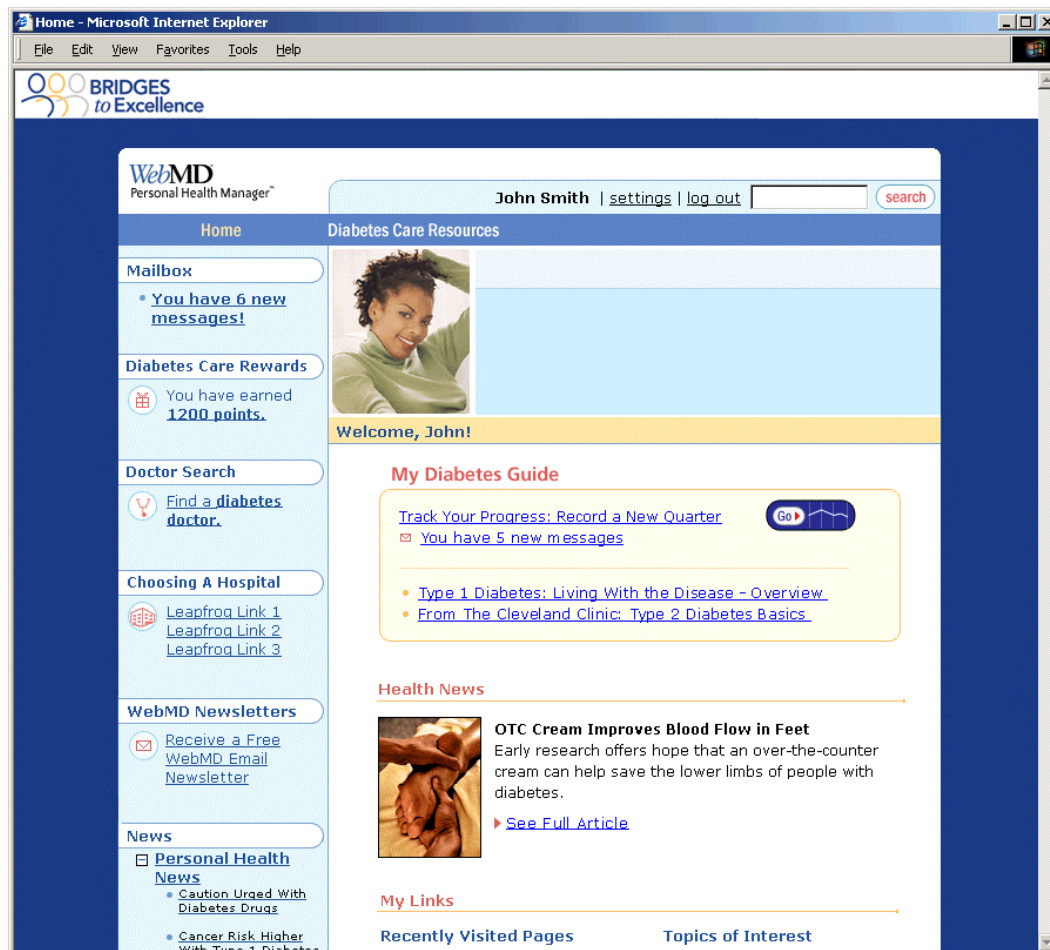 Home - Microsoft Internet Explorer
File Edit View Favorites Tools Help
BRIDGES
to Excellence
WebMD
Personal Health Manager™
John Smith | settings | log out search
Home Diabetes Care Resources
Mailbox
You have 6 new
messages!
Diabetes Care Rewards
You have earned
1200 points.
Doctor Search
Find a diabetes
doctor.
Choosing A Hospital
Leapfrog Link 1
Leapfrog Link 2
Leapfrog Link 3
WebMD Newsletters
Receive a Free
WebMD Email
Newsletter
News
Personal Health
News
Caution Urged With
Diabetes Drugs
Cancer Risk Higher
With Type 1 Diabetes
Welcome, John!
My Diabetes Guide
Track Your Progress: Record a New Quarter
Go
You have 5 new messages
Type 1 Diabetes: Living With the Disease - Overview
From The Cleveland Clinic: Type 2 Diabetes Basics
Health News
OTC Cream Improves Blood Flow in Feet
Early research offers hope that an over-the-counter
cream can help save the lower limbs of people with
diabetes.
See Full Article
My Links
Recently Visited Pages Topics of Interest